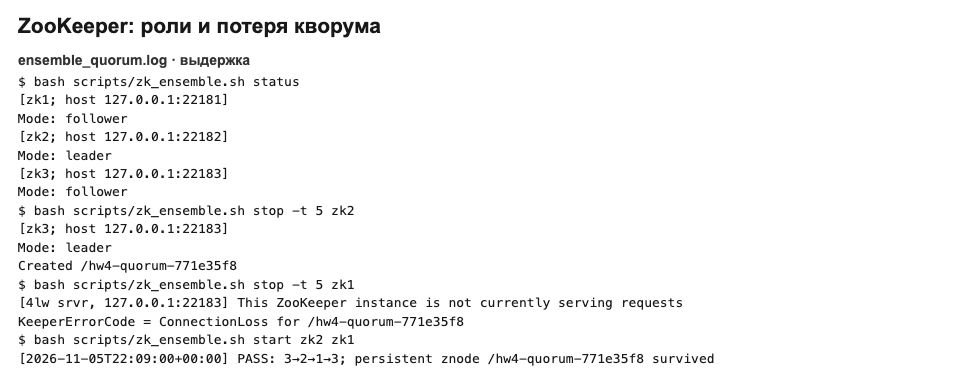 ZooKeeper: роли и потеря кворума
ensemble_quorum.log · выдержка
$ bash scripts/zk_ensemble.sh status
[zk1; host 127.0.0.1:22181]
Mode: follower
[zk2; host 127.0.0.1:22182]
Mode: leader
[zk3; host 127.0.0.1:22183]
Mode: follower
$ bash scripts/zk_ensemble.sh stop -t 5 zk2
[zk3; host 127.0.0.1:22183]
Mode: leader
Created /hw4-quorum-771e35f8
$ bash scripts/zk_ensemble.sh stop -t 5 zk1
[4lw srvr, 127.0.0.1:22183] This ZooKeeper instance is not currently serving requests
KeeperErrorCode = ConnectionLoss for /hw4-quorum-771e35f8
$ bash scripts/zk_ensemble.sh start zk2 zk1
[2026-11-05T22:09:00+00:00] PASS: 3→2→1→3; persistent znode /hw4-quorum-771e35f8 survived